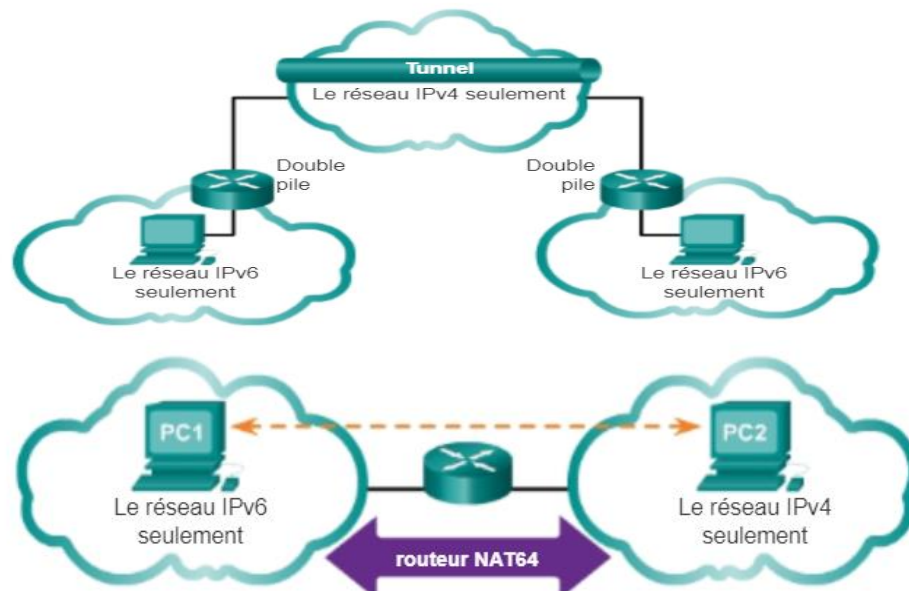 Tunnel
Le réseau IPv4 seulement
Double
pile
Double
pile
Le réseau IPv6
seulement
Le réseau IPv6
seulement
PC1
PC2
Le réseau IPv6
seulement
Le réseau IPv4
seulement
routeur NAT64